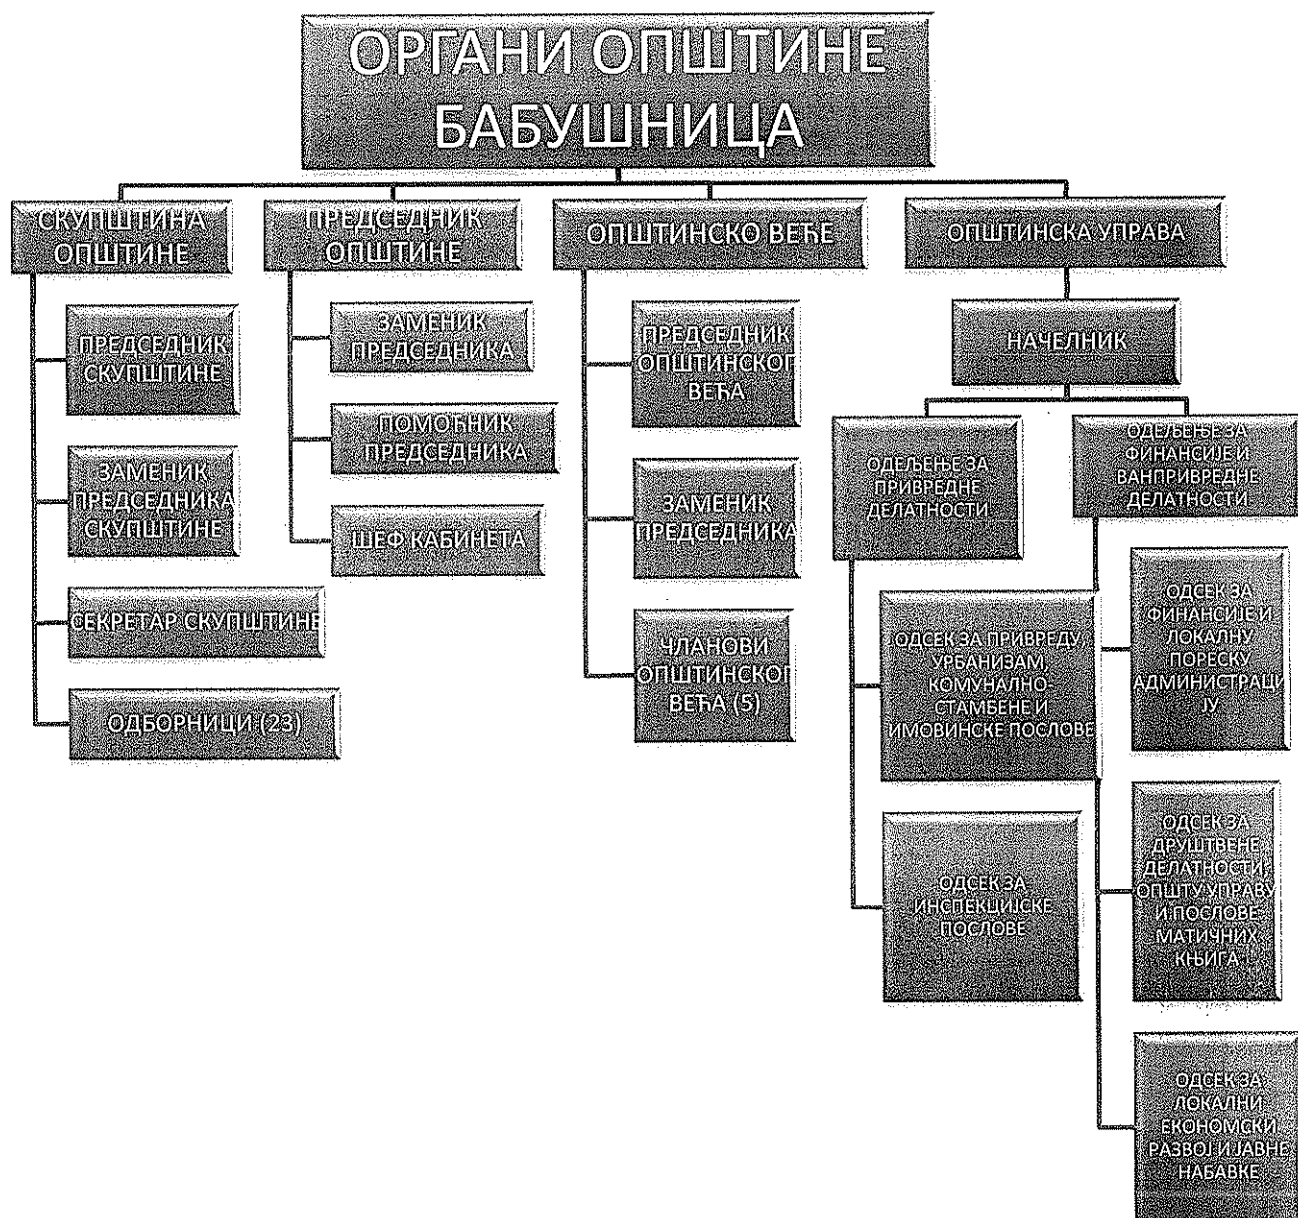 ОРГАНИ ОПШТИНЕ
БАБУШНИЦА
СКУПШТИНА
ОПШТИНЕ
ПРЕДСЕДНИК
СКУПШТИНЕ
ЗАМЕНИК
ПРЕДСЕДНИКА
СКУПШТИНЕ
СЕКРЕТАР СКУПШТИНЕ
ОДБОРНИЦИ (23)
ПРЕДСЕДНИК
ОПШТИНЕ
ЗАМЕНИК
ПРЕДСЕДНИКА
ПОМОЋНИК
ПРЕДСЕДНИКА
ШЕФ КАБИНЕТА
ОПШТИНСКО ВЕЋЕ
ПРЕДСЕДНИК
ОПШТИНСКОГ
ВЕЋА
ЗАМЕНИК
ПРЕДСЕДНИКА
ЧЛАНОВИ
ОПШТИНСКОГ
ВЕЋА (5)
ОПШТИНСКА УПРАВА
НАЧЕЛНИК
ОДЕЉЕЊЕ ЗА
ПРИВРЕДНЕ
ДЕЛАТНОСТИ
ОДСЕК ЗА ПРИВРЕДУ,
УРБАНИЗАМ,
КОМУНАЛНО-
СТАМБЕНЕ И
ИМОВИНСКЕ ПОСЛОВЕ
ОДСЕК ЗА
ИНСПЕКЦИЈСКЕ
ПОСЛОВЕ
ОДЕЉЕЊЕ ЗА
ФИНАНСИЈЕ И
ВАНПРИВРЕДНЕ
ДЕЛАТНОСТИ
ОДСЕК ЗА
ФИНАНСИЈЕ И
ЛОКАЛНУ
ПОРЕСКУ
АДМИНИСТРАЦИ
ЈУ
ОДСЕК ЗА
ДРУШТВЕНЕ
ДЕЛАТНОСТИ,
ОПШТУ УПРАВУ
И ПОСЛОВЕ
МАТИЧНИХ
КЊИГА
ОДСЕК ЗА
ЛОКАЛНИ
ЕКОНОМСКИ
РАЗВОЈ И ЈАВНЕ
НАБАВКЕ